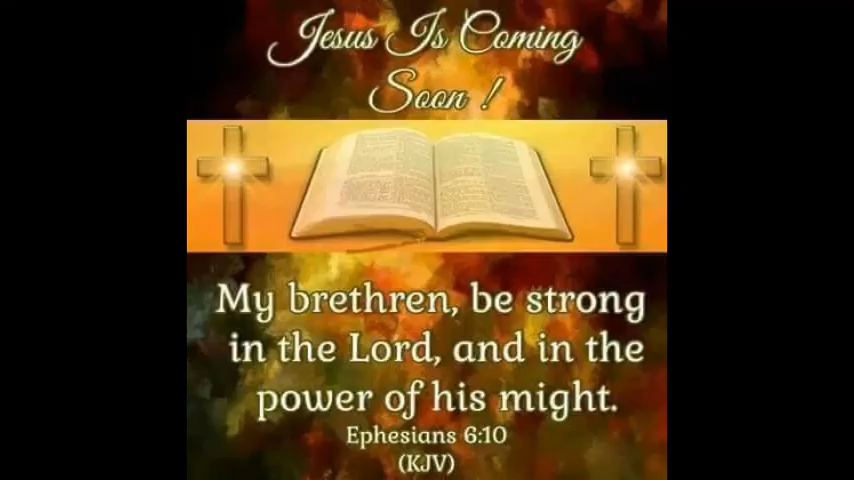 Jesus Is Coming
Soon !
My brethren, be strong
in the Lord, and in the
power of his might.
Ephesians 6:10
(KJV)